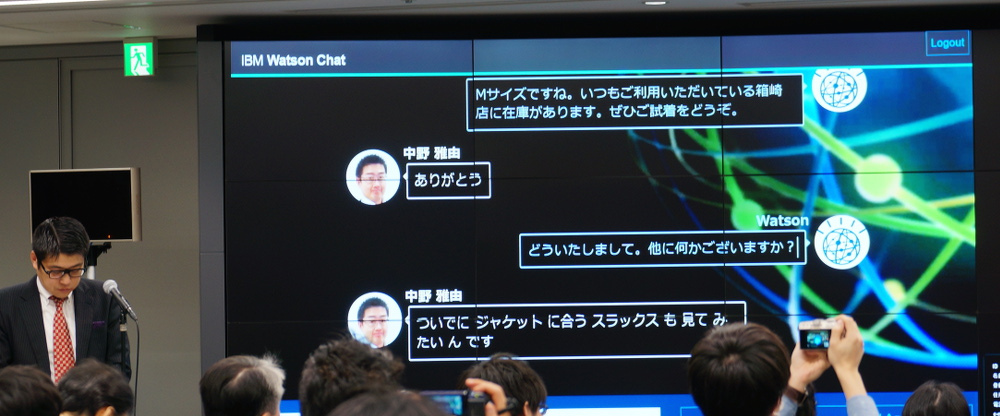 IBM Watson Chat
Logout
Mサイズですね。いつもご利用いただいている箱崎
店に在庫があります。ぜひご試着をどうぞ。
中野 雅由
ありがとう
Watson
どういたしまして。他に何かございますか？
中野 雅由
ついでに ジャケット に合う スラックス も 見て み
たい ん です